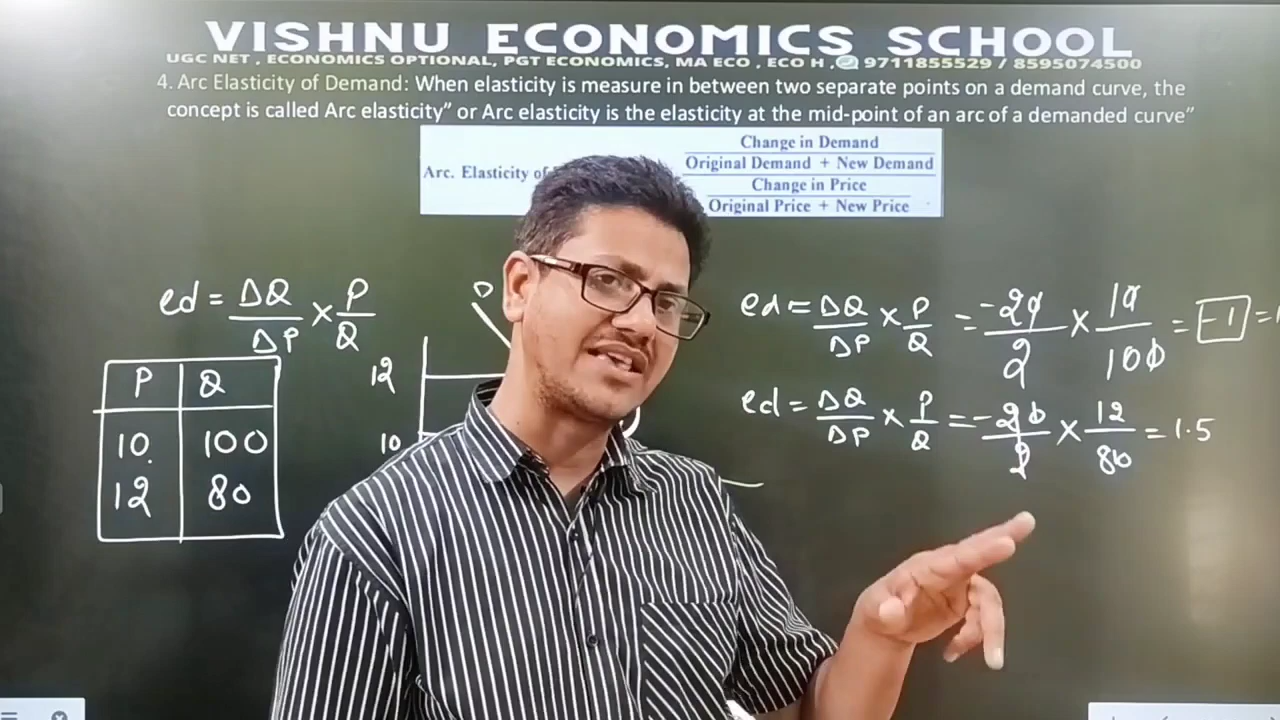 VISHNU ECONOMICS SCHOOL
UGC NET , ECONOMICS OPTIONAL, PGT ECONOMICS, MA ECO , ECO H , 9711855529 / 8595074500
4. Arc Elasticity of Demand: When elasticity is measure in between two separate points on a demand curve, the
concept is called Arc elasticity” or Arc elasticity is the elasticity at the mid-point of an arc of a demanded curve”
Change in Demand
Original Demand + New Demand
Arc. Elasticity of
Change in Price
Original Price + New Price
ed = ΔQ/ΔP × P/Q
P Q
10 100
12 80
D
12
10
ed = ΔQ/ΔP × P/Q = -20/2 × 10/100 = -1 =
ed = ΔQ/ΔP × P/Q = -20/2 × 12/80 = 1.5